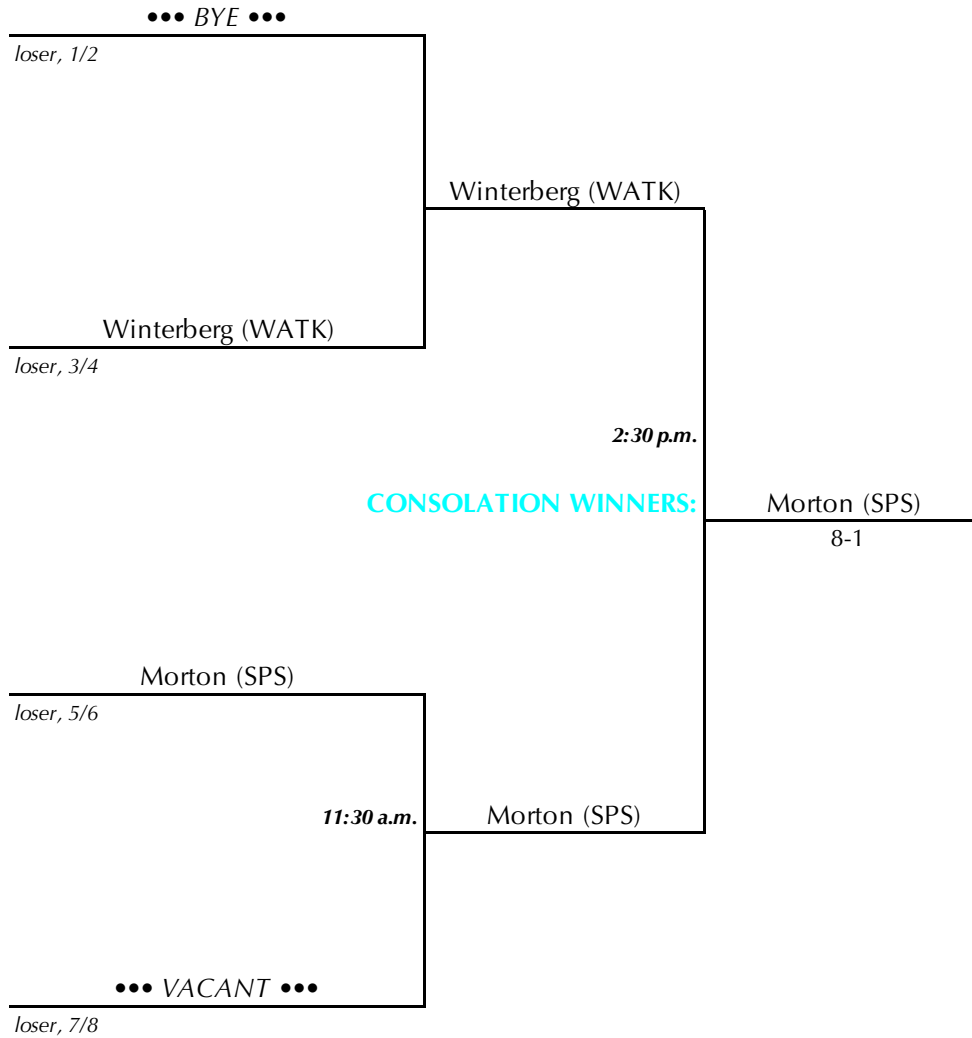 ••• BYE •••
loser, 1/2
Winterberg (WATK)
Winterberg (WATK)
loser, 3/4
2:30 p.m.
CONSOLATION WINNERS:
Morton (SPS)
8-1
Morton (SPS)
loser, 5/6
11:30 a.m.
Morton (SPS)
••• VACANT •••
loser, 7/8